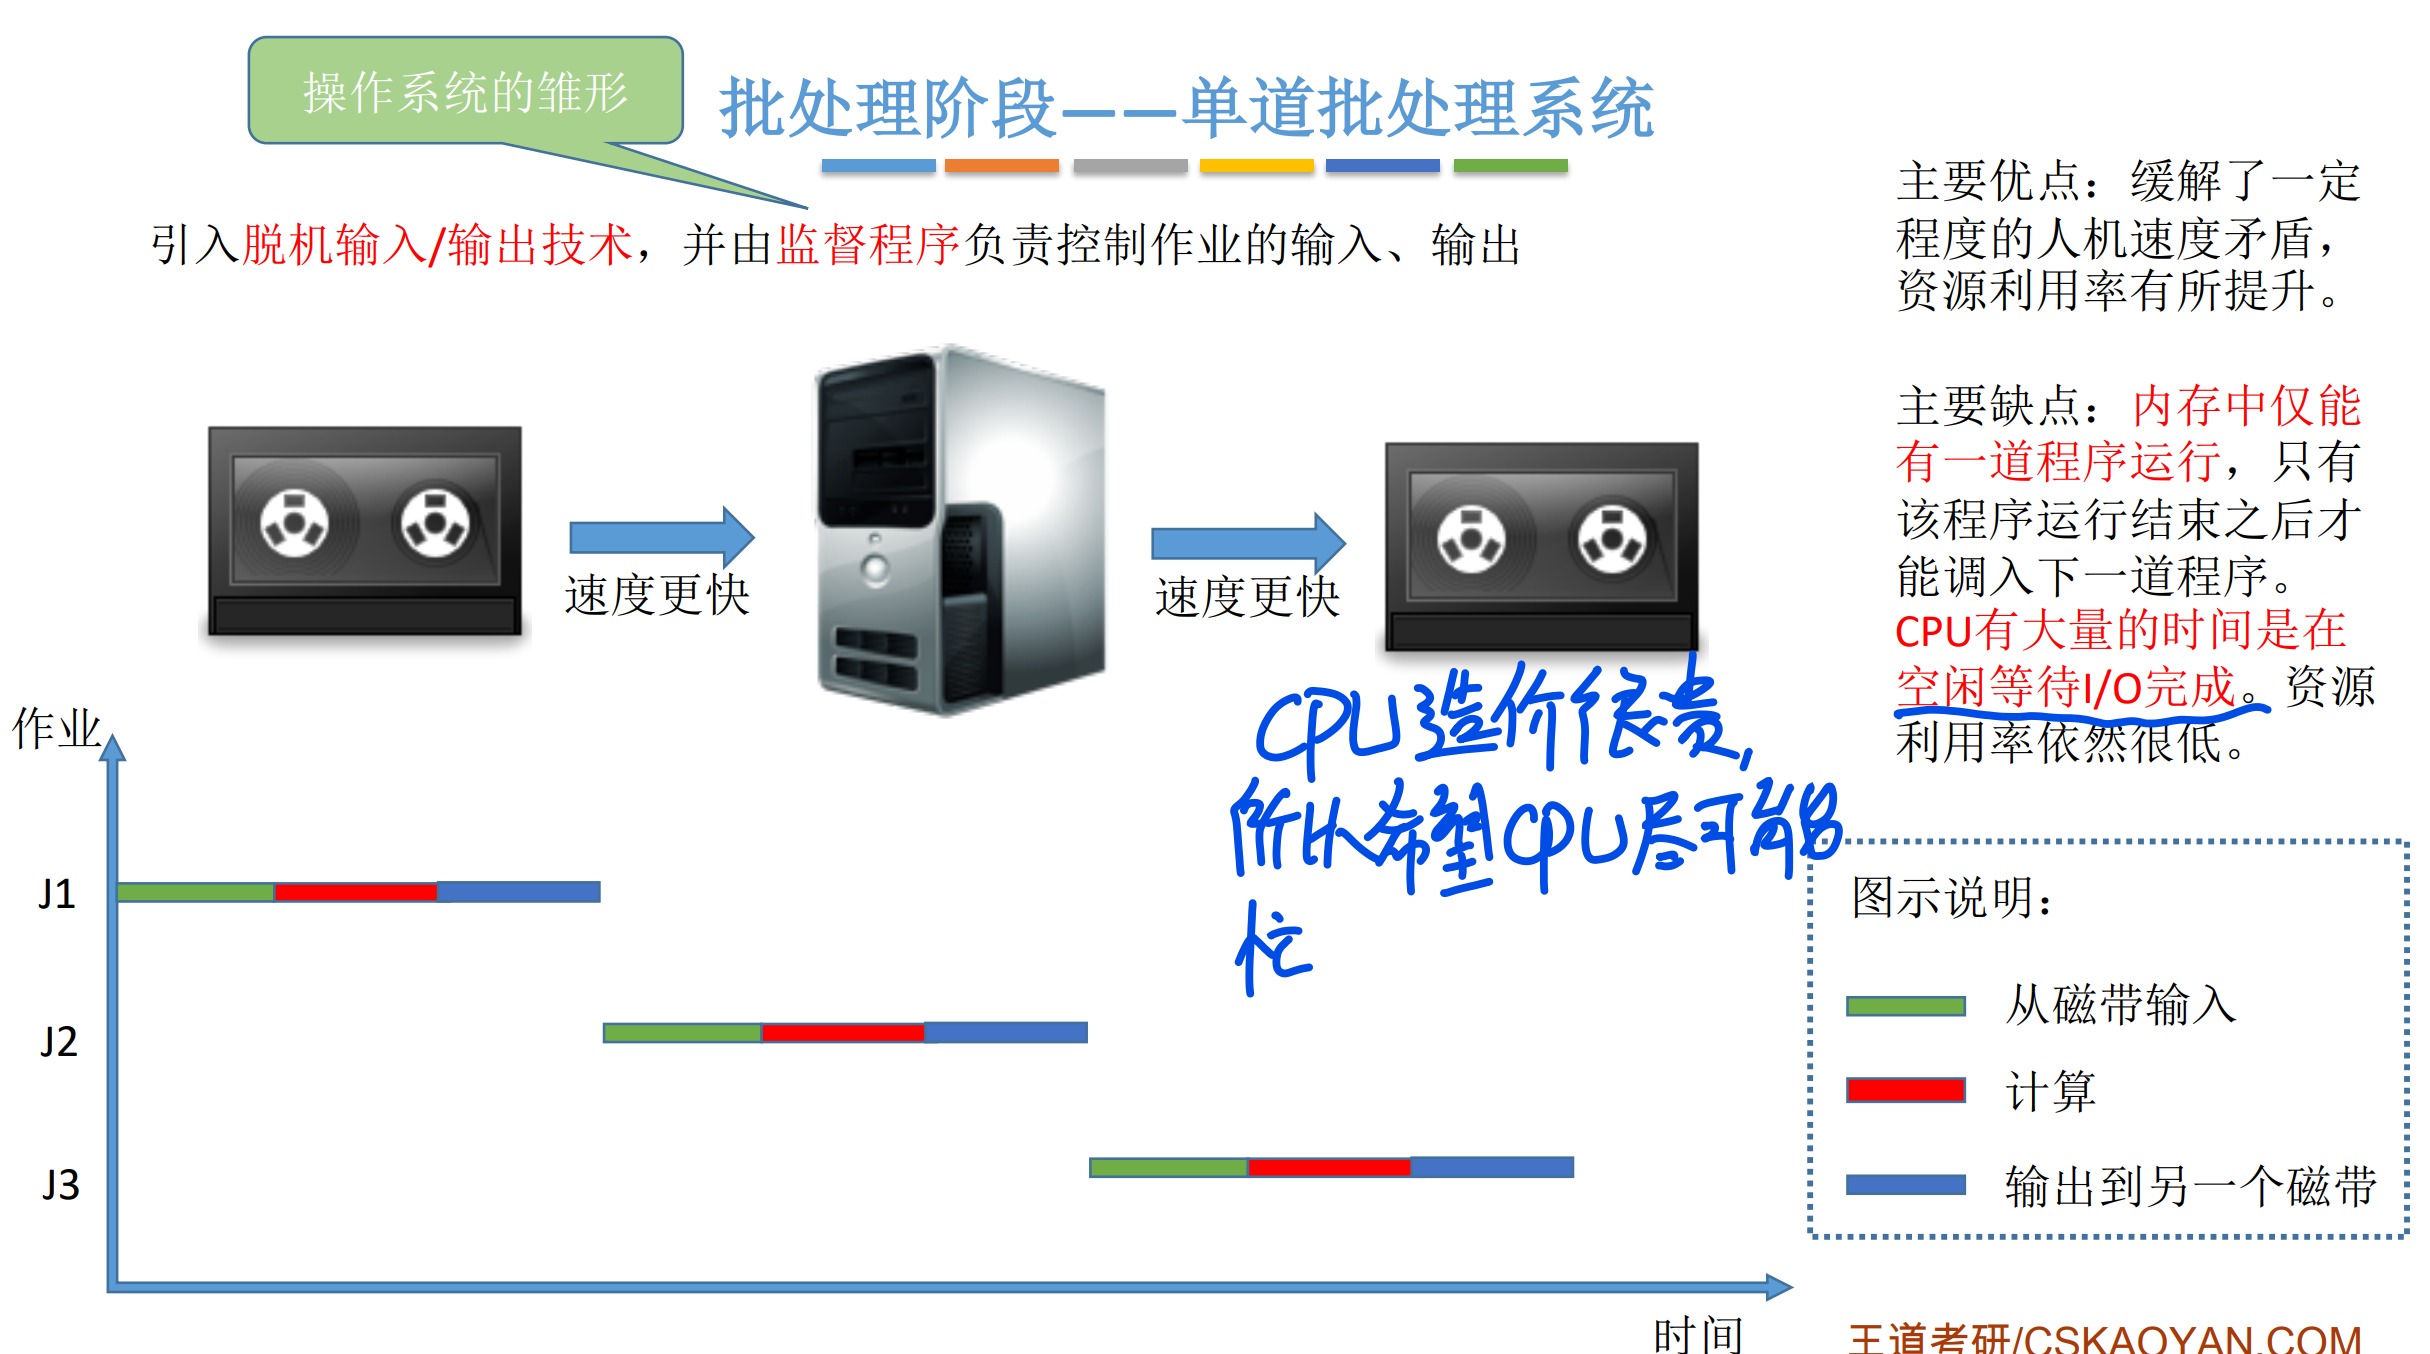 操作系统的雏形
批处理阶段——单道批处理系统
引入脱机输入/输出技术，并由监督程序负责控制作业的输入、输出
主要优点：缓解了一定
程度的人机速度矛盾，
资源利用率有所提升。
主要缺点：内存中仅能
有一道程序运行，只有
该程序运行结束之后才
能调入下一道程序。
CPU有大量的时间是在
空闲等待I/O完成。资源
利用率依然很低。
速度更快
速度更快
CPU造价很贵,
所以希望CPU尽可能
忙
作业
J1
J2
J3
时间
图示说明：
从磁带输入
计算
输出到另一个磁带
王道考研/CSKAOYAN.COM